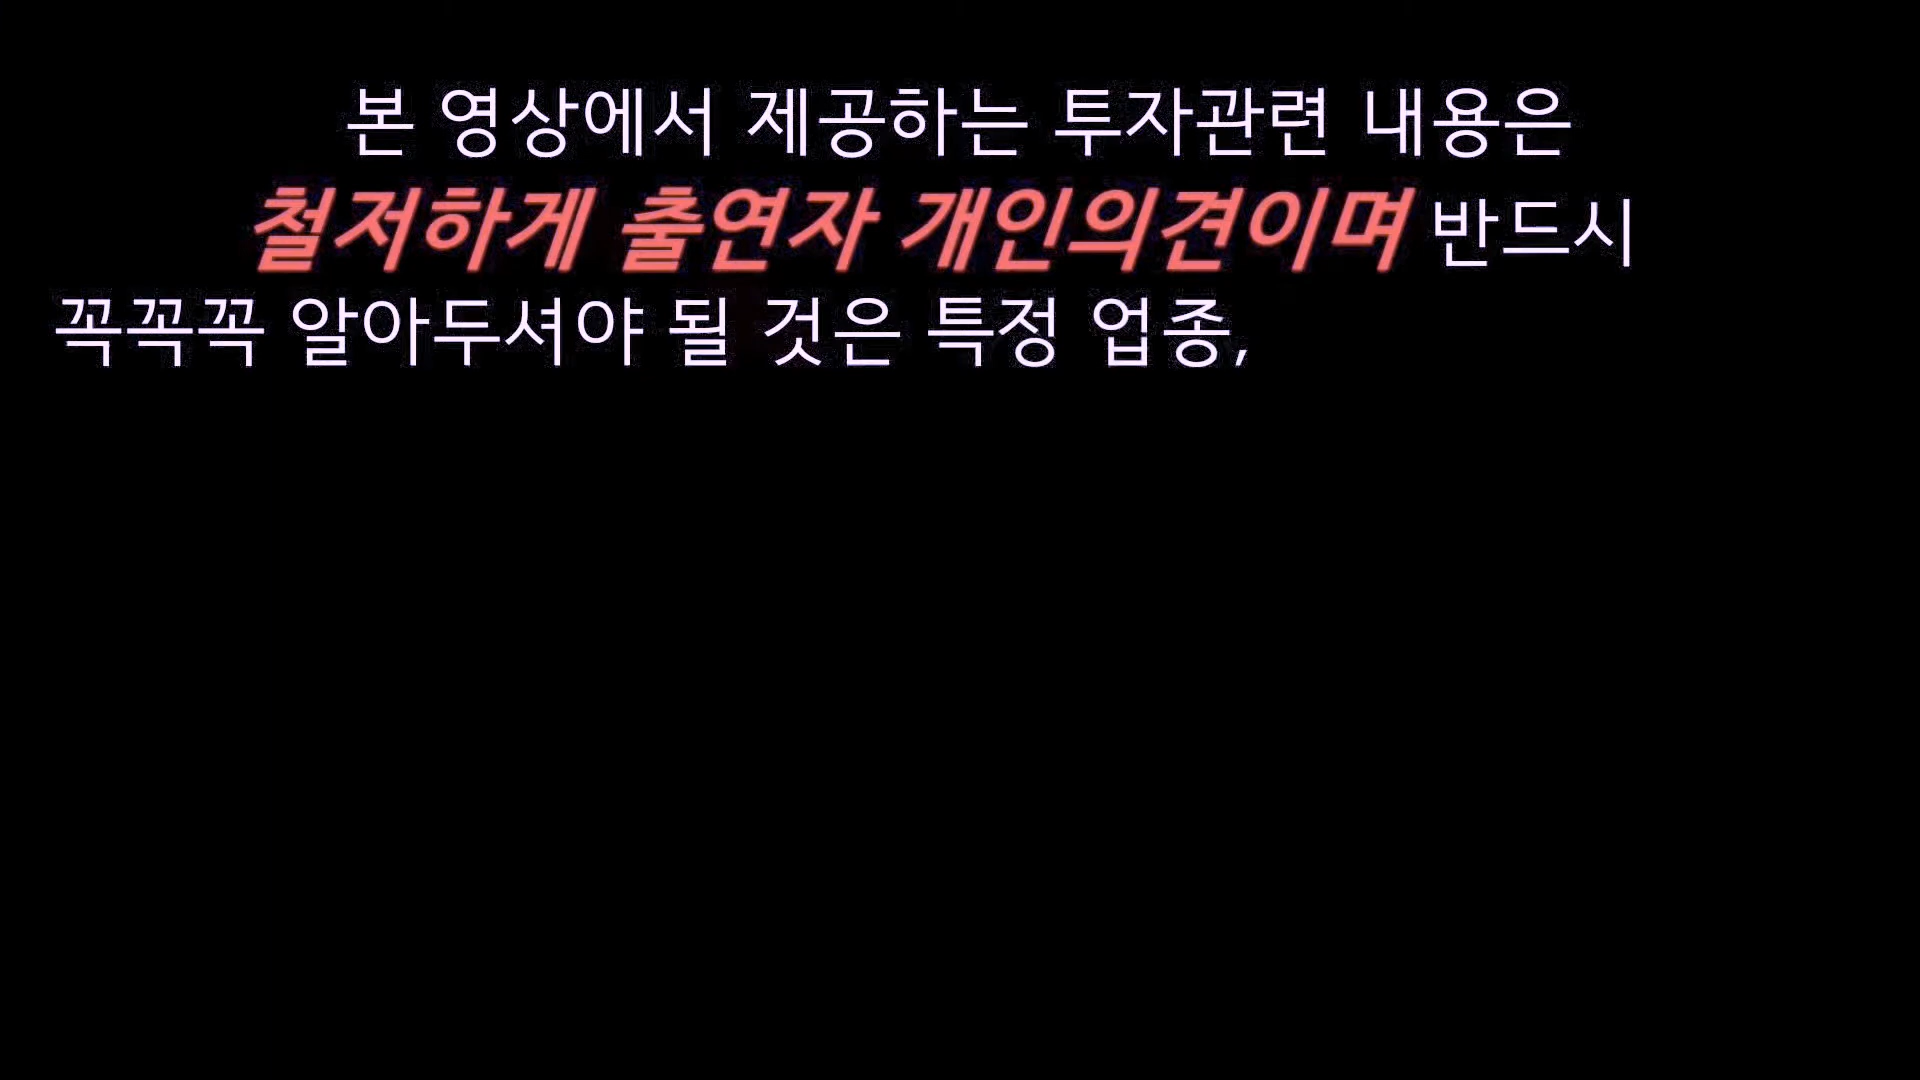 본 영상에서 제공하는 투자관련 내용은
철저하게 출연자 개인의견이며 반드시
꼭꼭꼭 알아두셔야 될 것은 특정 업종,